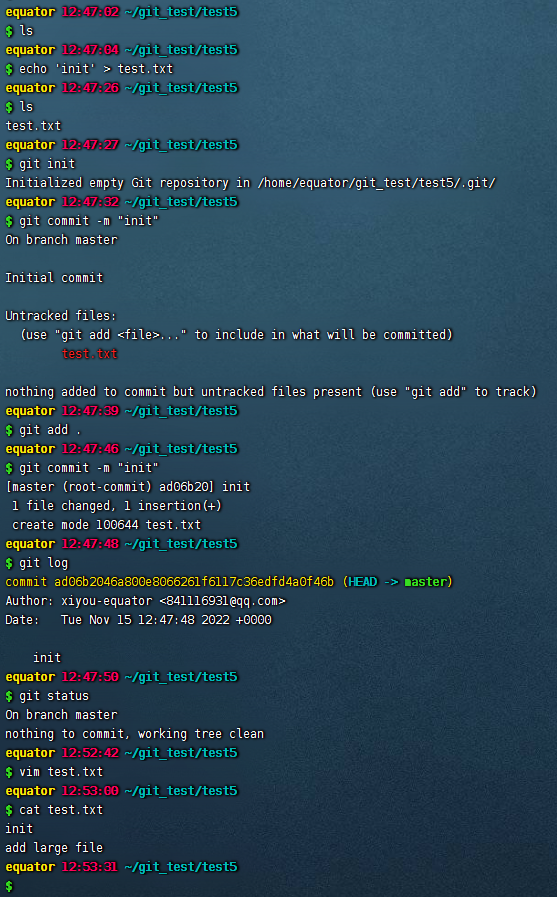 equator 12:47:02 ~/git_test/test5
$ ls
equator 12:47:04 ~/git_test/test5
$ echo 'init' > test.txt
equator 12:47:26 ~/git_test/test5
$ ls
test.txt
equator 12:47:27 ~/git_test/test5
$ git init
Initialized empty Git repository in /home/equator/git_test/test5/.git/
equator 12:47:32 ~/git_test/test5
$ git commit -m "init"
On branch master
Initial commit
Untracked files:
(use "git add <file>..." to include in what will be committed)
test.txt
nothing added to commit but untracked files present (use "git add" to track)
equator 12:47:39 ~/git_test/test5
$ git add .
equator 12:47:46 ~/git_test/test5
$ git commit -m "init"
[master (root-commit) ad06b20] init
1 file changed, 1 insertion(+)
create mode 100644 test.txt
equator 12:47:48 ~/git_test/test5
$ git log
commit ad06b2046a800e8066261f6117c36edfd4a0f46b (HEAD -> master)
Author: xiyou-equator <841116931@qq.com>
Date:   Tue Nov 15 12:47:48 2022 +0000
init
equator 12:47:50 ~/git_test/test5
$ git status
On branch master
nothing to commit, working tree clean
equator 12:52:42 ~/git_test/test5
$ vim test.txt
equator 12:53:00 ~/git_test/test5
$ cat test.txt
init
add large file
equator 12:53:31 ~/git_test/test5
$